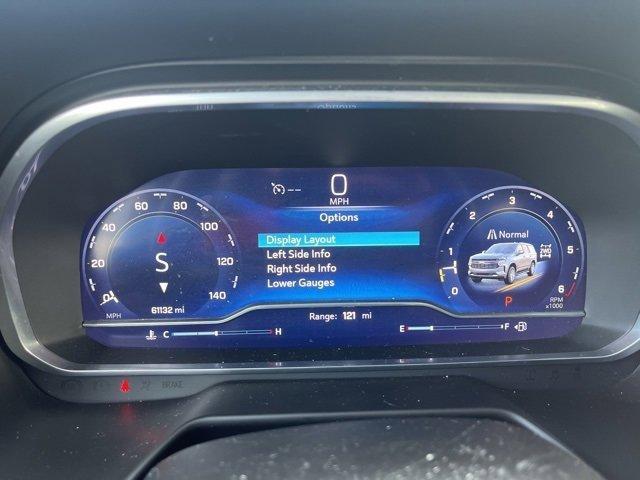 0
MPH
Options
Display Layout
Left Side Info
Right Side Info
Lower Gauges
Range: 121 mi
0 20 40 60 80 100 120 140
S
61132 mi
MPH
C H
0 1 2 3 4 5 6
Normal
2WD
P
RPM
x1000
E F
BRAKE